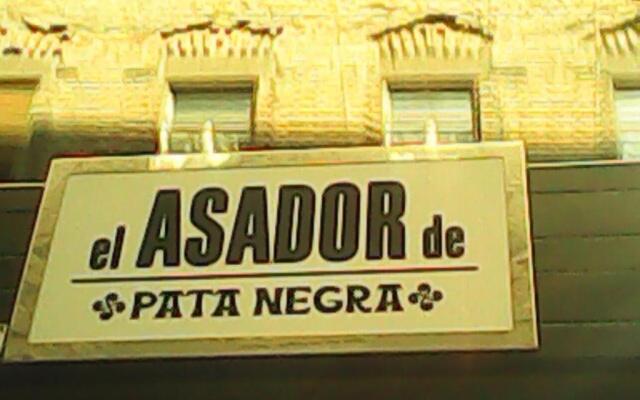 el ASADOR de
PATA NEGRA